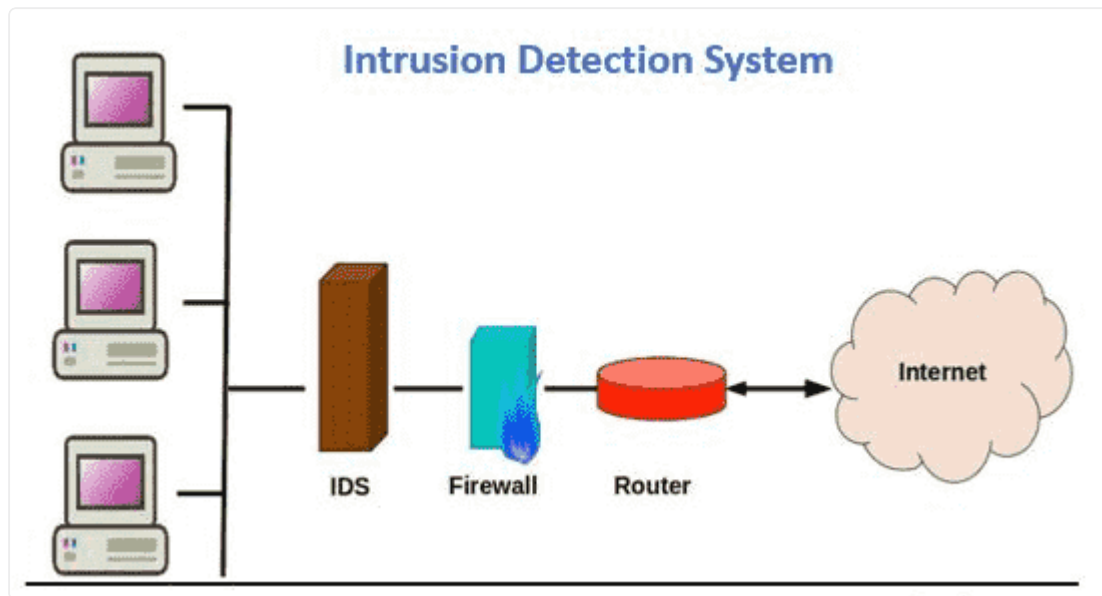 Intrusion Detection System
Internet
IDS
Firewall
Router